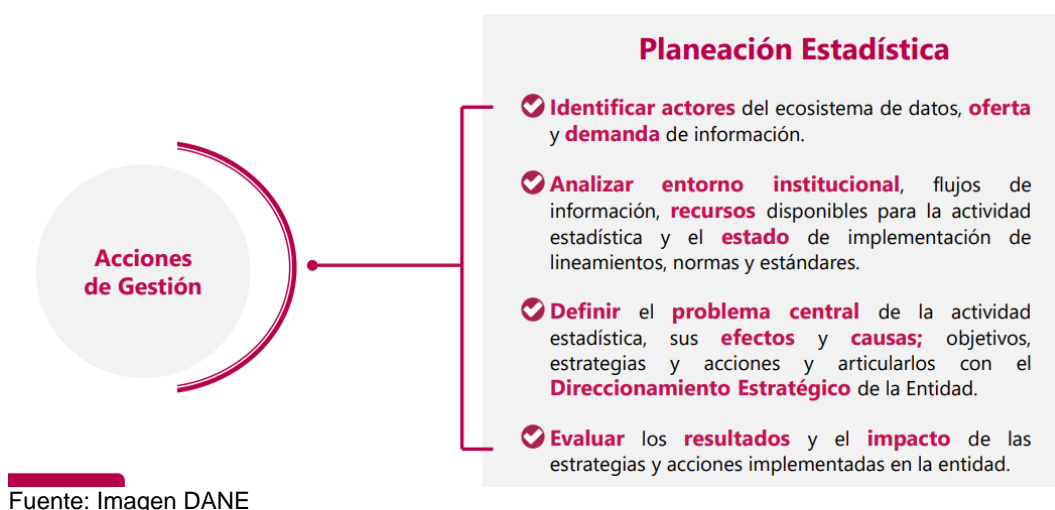 Acciones
de Gestión
Planeación Estadística
Identificar actores del ecosistema de datos, oferta
y demanda de información.
Analizar entorno institucional, flujos de
información, recursos disponibles para la actividad
estadística y el estado de implementación de
lineamientos, normas y estándares.
Definir el problema central de la actividad
estadística, sus efectos y causas; objetivos,
estrategias y acciones y articularlos con el
Direccionamiento Estratégico de la Entidad.
Evaluar los resultados y el impacto de las
estrategias y acciones implementadas en la entidad.
Fuente: Imagen DANE